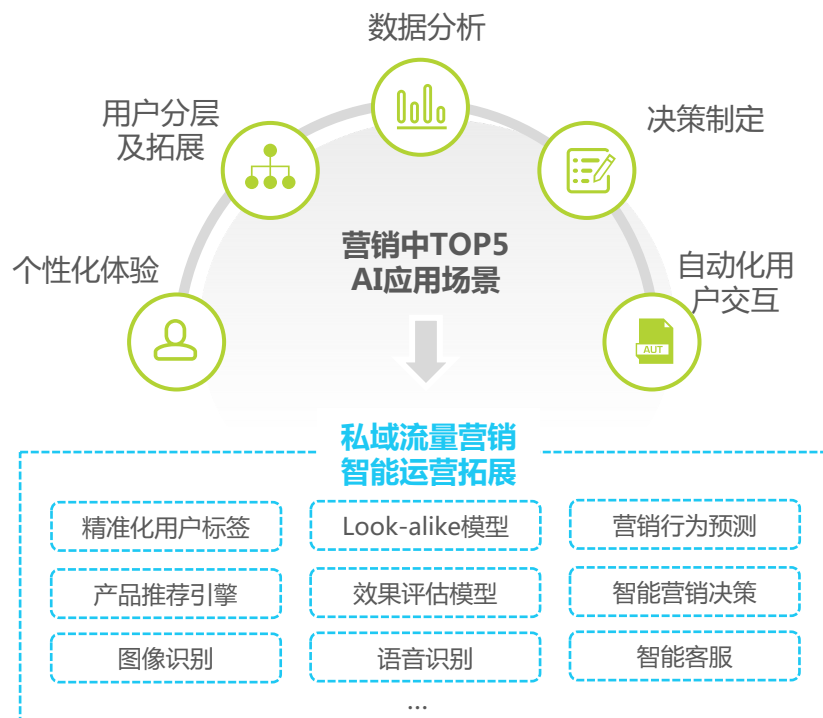 数据分析
用户分层
及拓展
决策制定
营销中TOP5
AI应用场景
个性化体验
自动化用
户交互
AUT
私域流量营销
智能运营拓展
精准化用户标签
Look-alike模型
营销行为预测
产品推荐引擎
效果评估模型
智能营销决策
图像识别
语音识别
智能客服
...